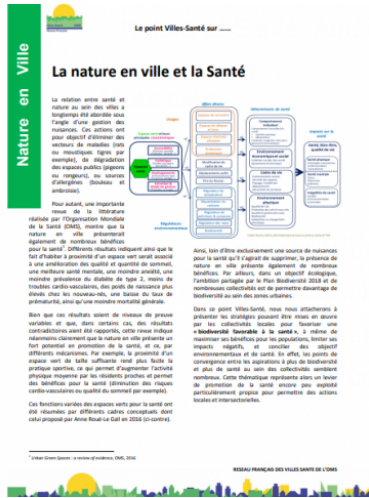 Le point Villes-Santé sur ......
Nature en Ville
La nature en ville et la Santé
La relation entre santé et
nature au sein des villes a
longtemps été abordée sous
l'angle d'une gestion des
nuisances. Ces actions ont
pour objectif d'éliminer des
vecteurs de maladies (rats
ou moustiques tigres par
exemple), de dégradation
des espaces publics (pigeons
ou rongeurs), ou sources
d'allergènes (bouleau et
ambroisie).
Pour autant, une importante
revue de la littérature
réalisée par l'Organisation Mondiale
de la Santé (OMS), montre que la
nature en ville présenterait
également de nombreux bénéfices
pour la santé¹. Différents résultats indiquent ainsi que le
fait d'habiter à proximité d'un espace vert serait associé
à une amélioration des qualité et quantité de sommeil,
une meilleure santé mentale, une moindre anxiété, une
moindre prévalence du diabète de type 2, moins de
troubles cardio-vasculaires, des poids de naissance plus
élevés chez les nouveau-nés, une baisse du taux de
prématurité, ainsi qu'une moindre mortalité générale.
Bien que ces résultats soient de niveaux de preuve
variables et que, dans certains cas, des résultats
contradictoires aient été rapportés, cette revue indique
néanmoins clairement que la nature en ville présente un
fort potentiel en promotion de la santé, et ce, par
différents mécanismes. Par exemple, la proximité d'un
espace vert de taille suffisante rend plus facile la
pratique sportive, ce qui permet d'augmenter l'activité
physique moyenne par les résidents proches et permet
des bénéfices pour la santé (diminution des risques
cardio-vasculaires ou qualité du sommeil par exemple).
Ces fonctions variées des espaces verts pour la santé ont
été résumées par différents cadres conceptuels dont
celui proposé par Anne Roué-Le Gall en 2016 (ci-contre).
Usages
Déterminants de santé
Cadre de vie
Environnement
physique
Ainsi, loin d'être exclusivement une source de nuisances
pour la santé qu'il s'agirait de supprimer, la présence de
nature en ville présente également de nombreux
bénéfices. Par ailleurs, dans un objectif écologique,
l'ambition partagée par le Plan Biodiversité 2018 et de
nombreuses collectivités est de permettre davantage de
biodiversité au sein des zones urbaines.
Dans ce point Villes-Santé, nous nous attacherons à
présenter les stratégies pouvant être mises en œuvre
par les collectivités locales pour favoriser une
« biodiversité favorable à la santé », à même de
maximiser ses bénéfices pour les populations, limiter ses
impacts négatifs, et concilier des objectif
environnementaux et de santé. En effet, les points de
convergence entre les aspirations à plus de biodiversité
et plus de santé au sein des collectivités semblent
nombreux. Cette thématique représente alors un levier
de promotion de la santé encore peu exploité
particulièrement propice pour permettre des actions
locales et intersectorielles.
¹ Urban Green Spaces : a review of evidence, OMS, 2016
RESEAU FRANÇAIS DES VILLES SANTE DE L'OMS